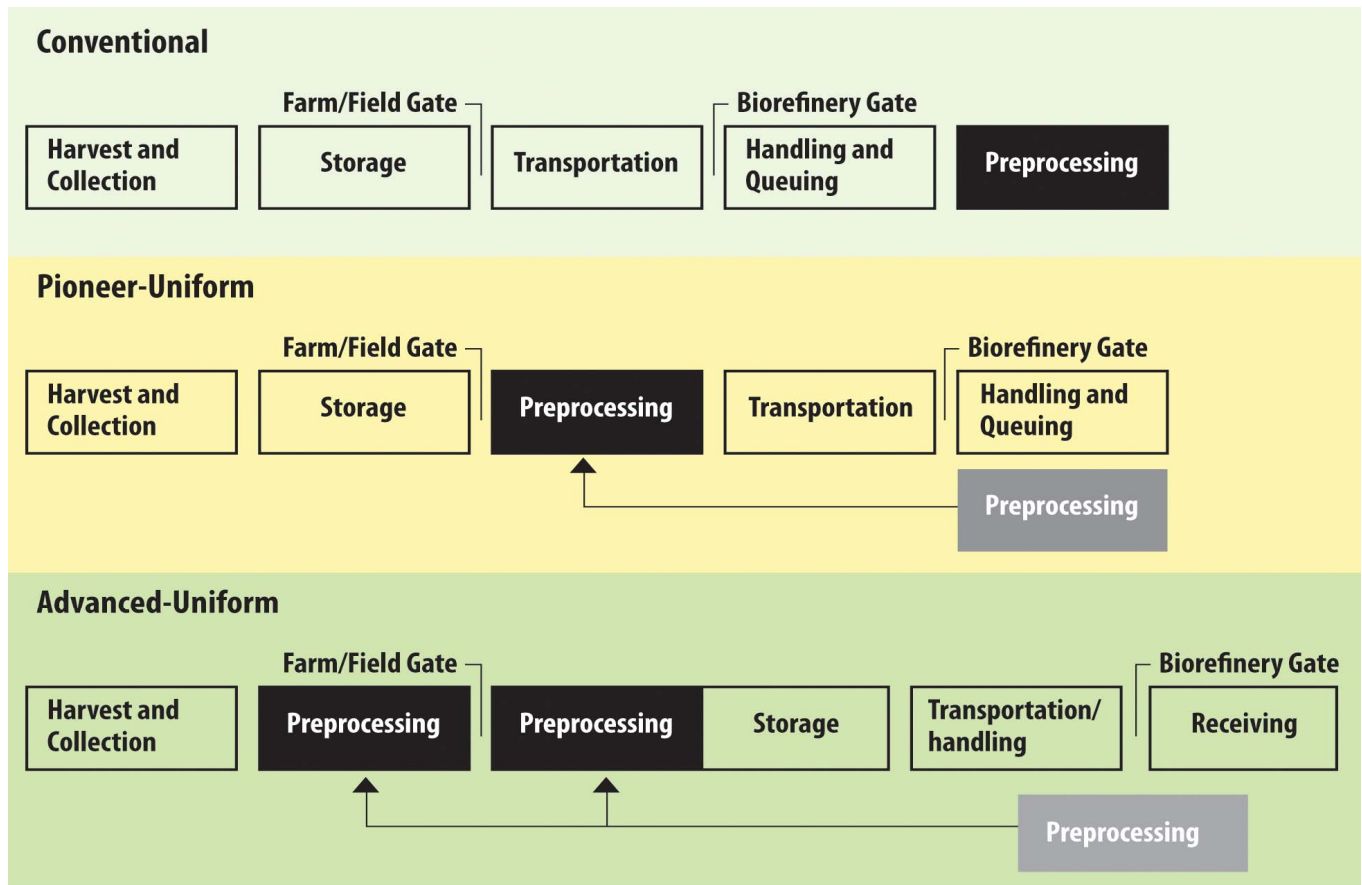 Conventional
Farm/Field Gate
Biorefinery Gate
Harvest and
Collection
Storage
Transportation
Handling and
Queuing
Preprocessing
Pioneer-Uniform
Farm/Field Gate
Biorefinery Gate
Harvest and
Collection
Storage
Preprocessing
Transportation
Handling and
Queuing
Preprocessing
Advanced-Uniform
Farm/Field Gate
Biorefinery Gate
Harvest and
Collection
Preprocessing
Preprocessing
Storage
Transportation/
handling
Receiving
Preprocessing